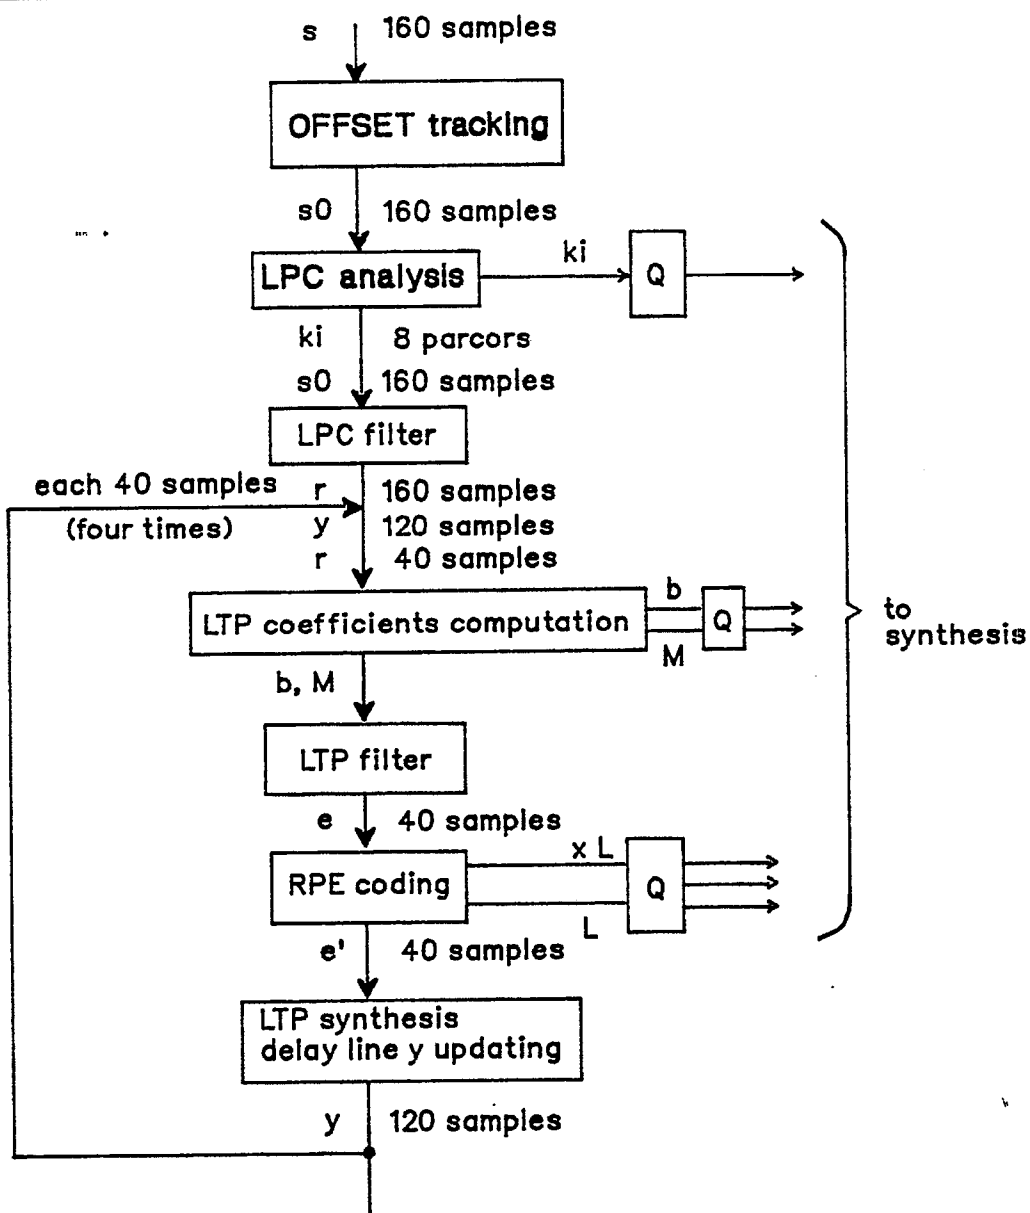 s 160 samples
OFFSET tracking
s0 160 samples
LPC analysis
ki
Q
ki 8 parcors
s0 160 samples
LPC filter
each 40 samples
(four times)
r 160 samples
y 120 samples
r 40 samples
LTP coefficients computation
b
M
Q
to
synthesis
b, M
LTP filter
e 40 samples
RPE coding
x L
L
Q
e' 40 samples
LTP synthesis
delay line y updating
y 120 samples